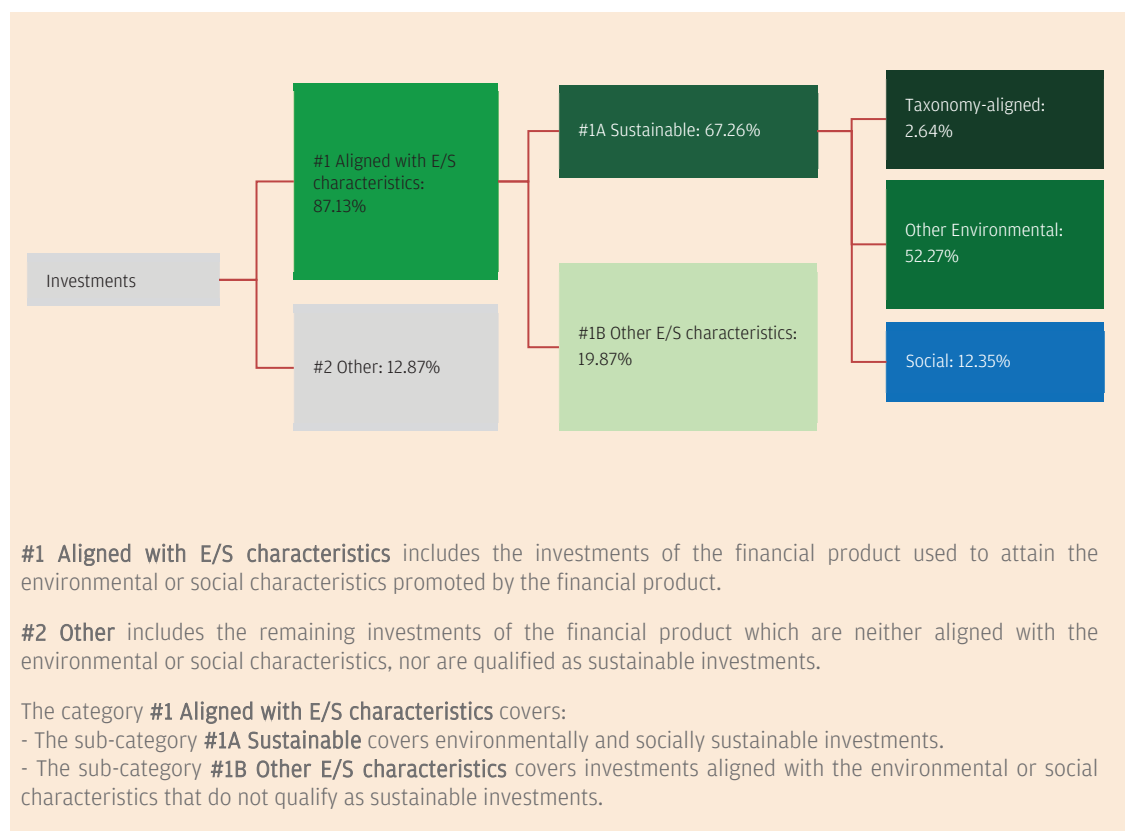 Investments
#1 Aligned with E/S
characteristics:
87.13%
#2 Other: 12.87%
#1A Sustainable: 67.26%
#1B Other E/S characteristics:
19.87%
Taxonomy-aligned:
2.64%
Other Environmental:
52.27%
Social: 12.35%
#1 Aligned with E/S characteristics includes the investments of the financial product used to attain the
environmental or social characteristics promoted by the financial product.
#2 Other includes the remaining investments of the financial product which are neither aligned with the
environmental or social characteristics, nor are qualified as sustainable investments.
The category #1 Aligned with E/S characteristics covers:
- The sub-category #1A Sustainable covers environmentally and socially sustainable investments.
- The sub-category #1B Other E/S characteristics covers investments aligned with the environmental or social
characteristics that do not qualify as sustainable investments.